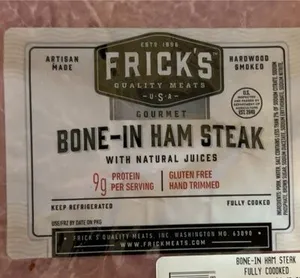 ESTD 1896
ARTISAN MADE
FRICK'S
HARDWOOD SMOKED
QUALITY MEATS
U.S.A
GOURMET
BONE-IN HAM STEAK
WITH NATURAL JUICES
9g PROTEIN PER SERVING
GLUTEN FREE
HAND TRIMMED
KEEP REFRIGERATED
FULLY COOKED
USE/FRZ BY DATE ON PKG
FRICK'S QUALITY MEATS, INC. WASHINGTON MO. 63090
WWW.FRICKMEATS.COM
BONE-IN HAM STEAK
FULLY COOOKED